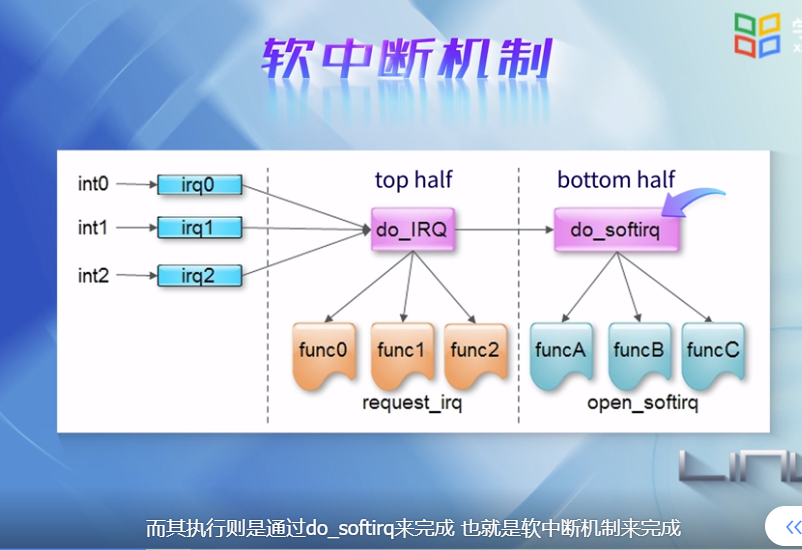 软中断机制
top half
bottom half
int0
irq0
int1
irq1
int2
irq2
do_IRQ
do_softirq
func0
func1
func2
funcA
funcB
funcC
request_irq
open_softirq
而其执行则是通过do_softirq来完成 也就是软中断机制来完成